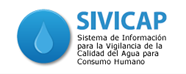 SIVICAP
Sistema de Información
para la Vigilancia de la
Calidad del Agua para
Consumo Humano